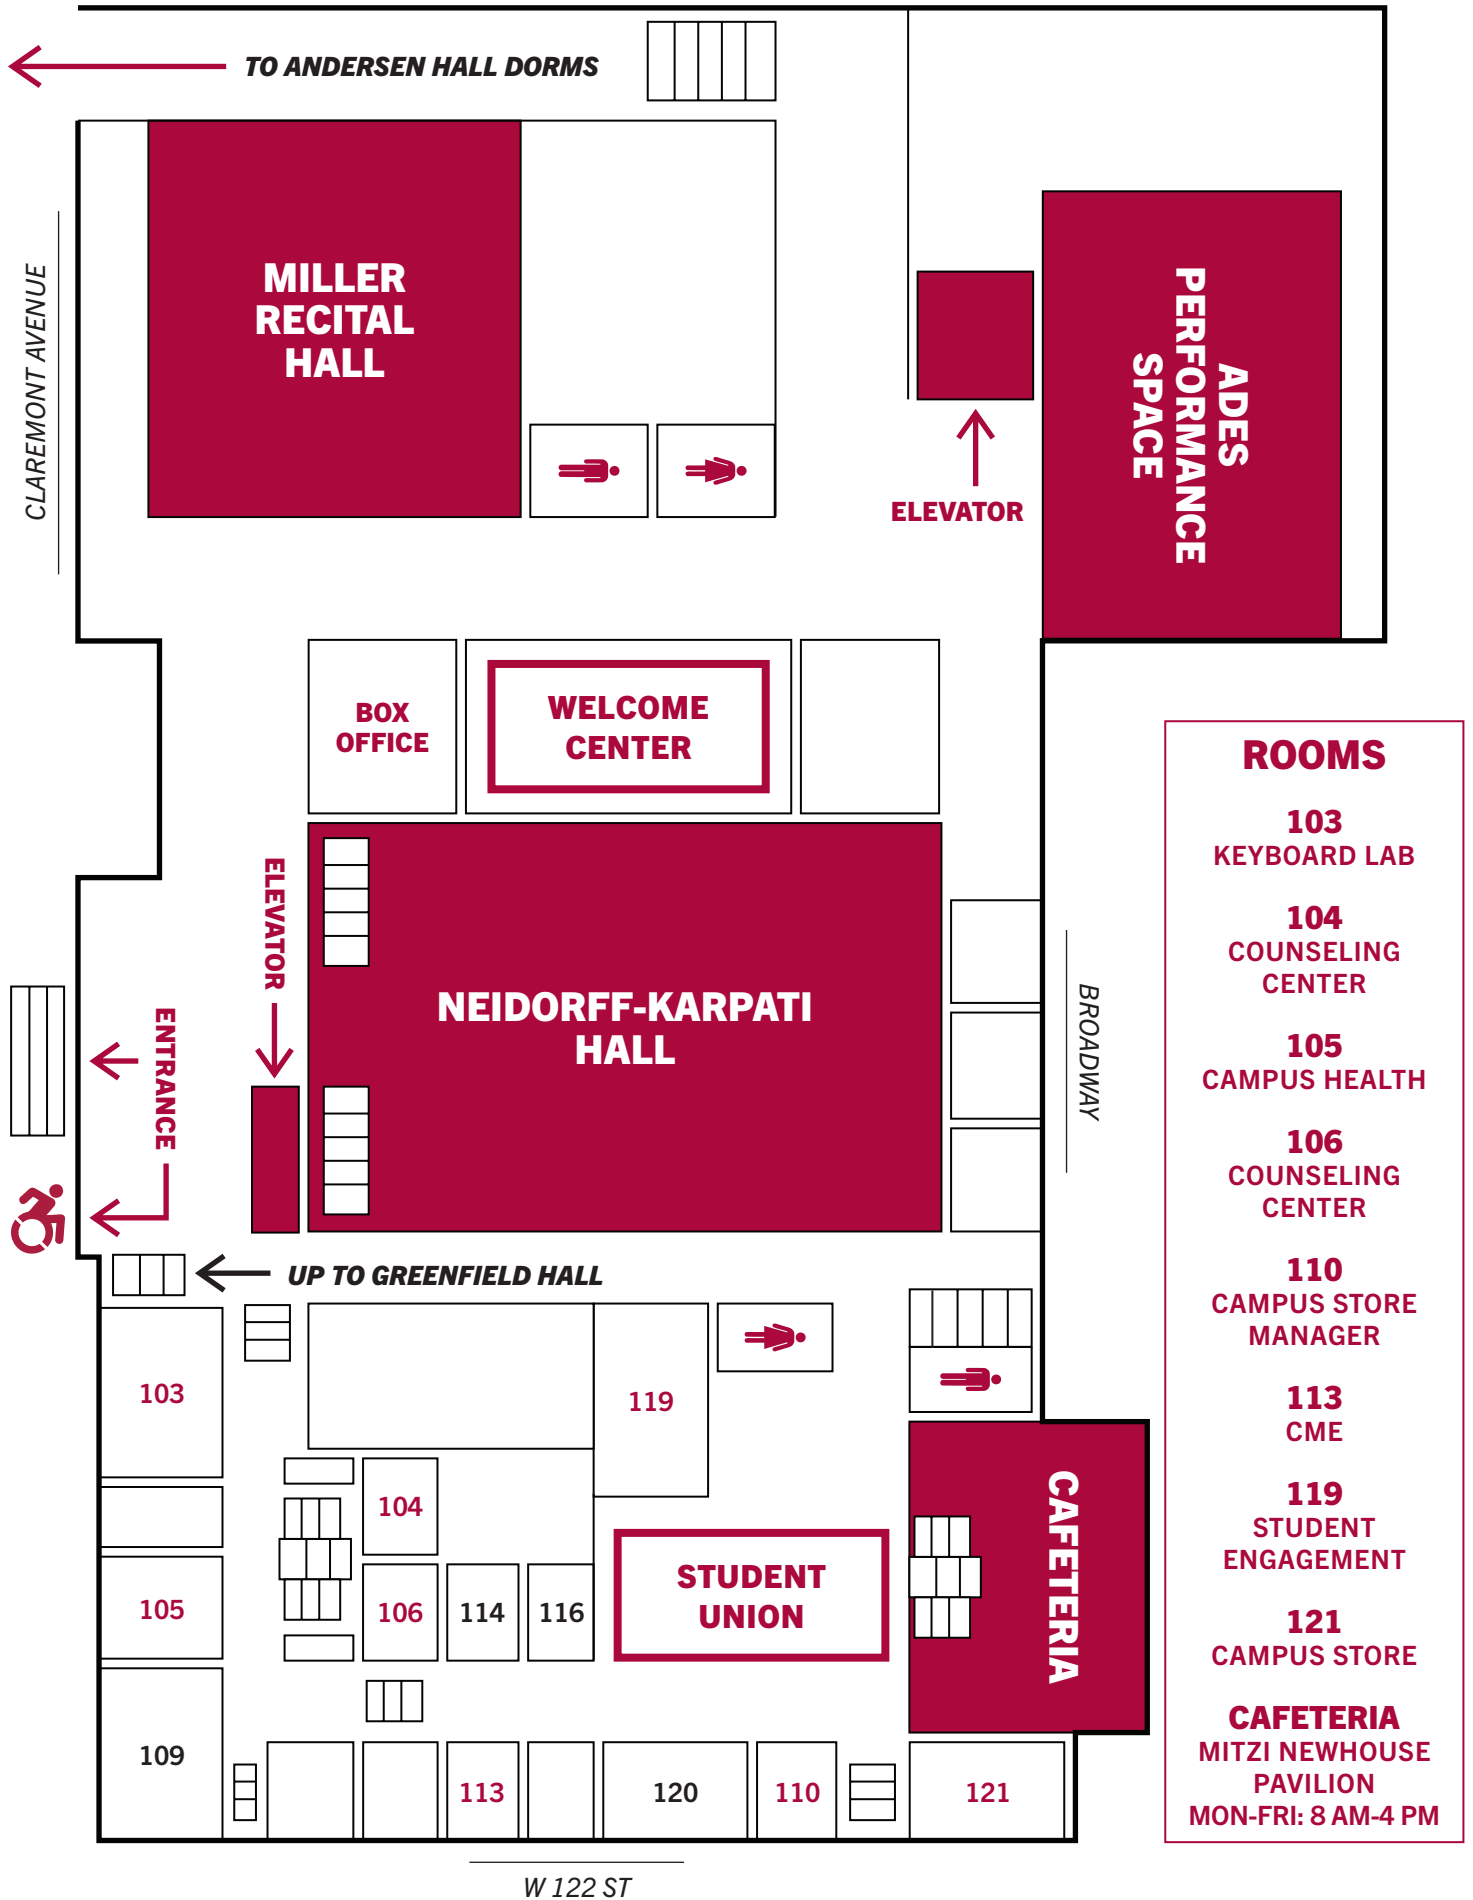 TO ANDERSEN HALL DORMS
CLAREMONT AVENUE
MILLER
RECITAL
HALL
ADES
PERFORMANCE
SPACE
ELEVATOR
BOX
OFFICE
WELCOME
CENTER
ELEVATOR
NEIDORFF-KARPATI
HALL
ENTRANCE
BROADWAY
UP TO GREENFIELD HALL
103
119
104
105
106
114
116
STUDENT
UNION
CAFETERIA
109
113
120
110
121
W 122 ST
ROOMS
103
KEYBOARD LAB
104
COUNSELING
CENTER
105
CAMPUS HEALTH
106
COUNSELING
CENTER
110
CAMPUS STORE
MANAGER
113
CME
119
STUDENT
ENGAGEMENT
121
CAMPUS STORE
CAFETERIA
MITZI NEWHOUSE
PAVILION
MON-FRI: 8 AM-4 PM